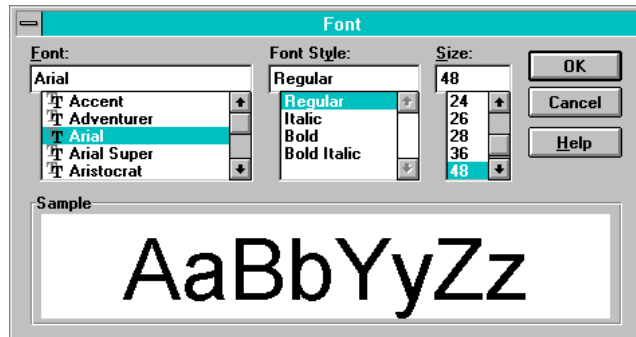 Font
Font: Font Style: Size:
Arial Regular 48 OK
Accent Regular 24 Cancel
Adventurer Italic 26
Arial Bold 28 Help
Arial Super Bold Italic 36
Aristocrat 48
Sample
AaBbYyZz